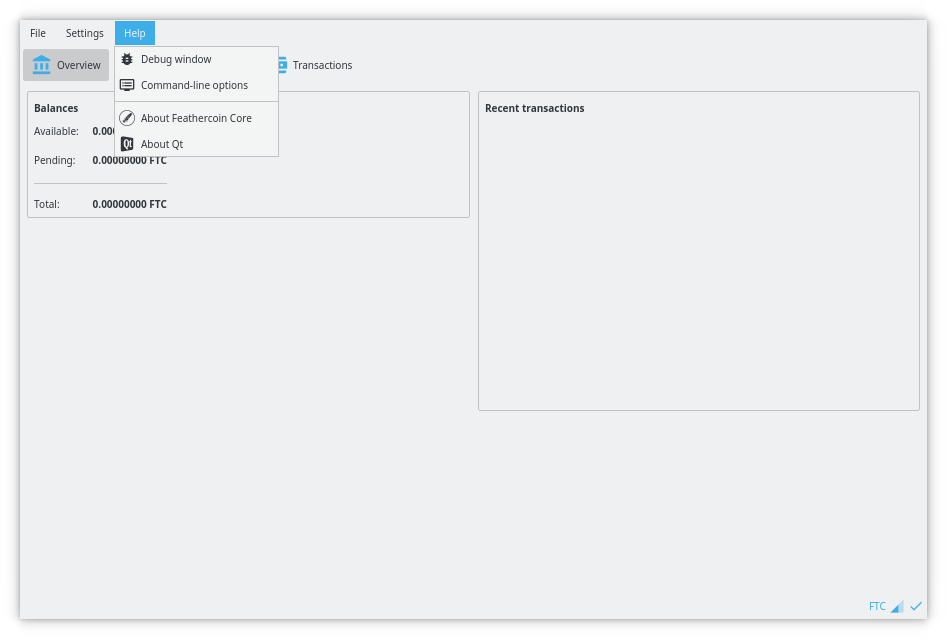 File Settings Help
Overview Transactions
Debug window
Command-line options
About Feathercoin Core
About Qt
Balances
Available: 0.00
Pending: 0.00000000 FTC
Total: 0.00000000 FTC
Recent transactions
FTC